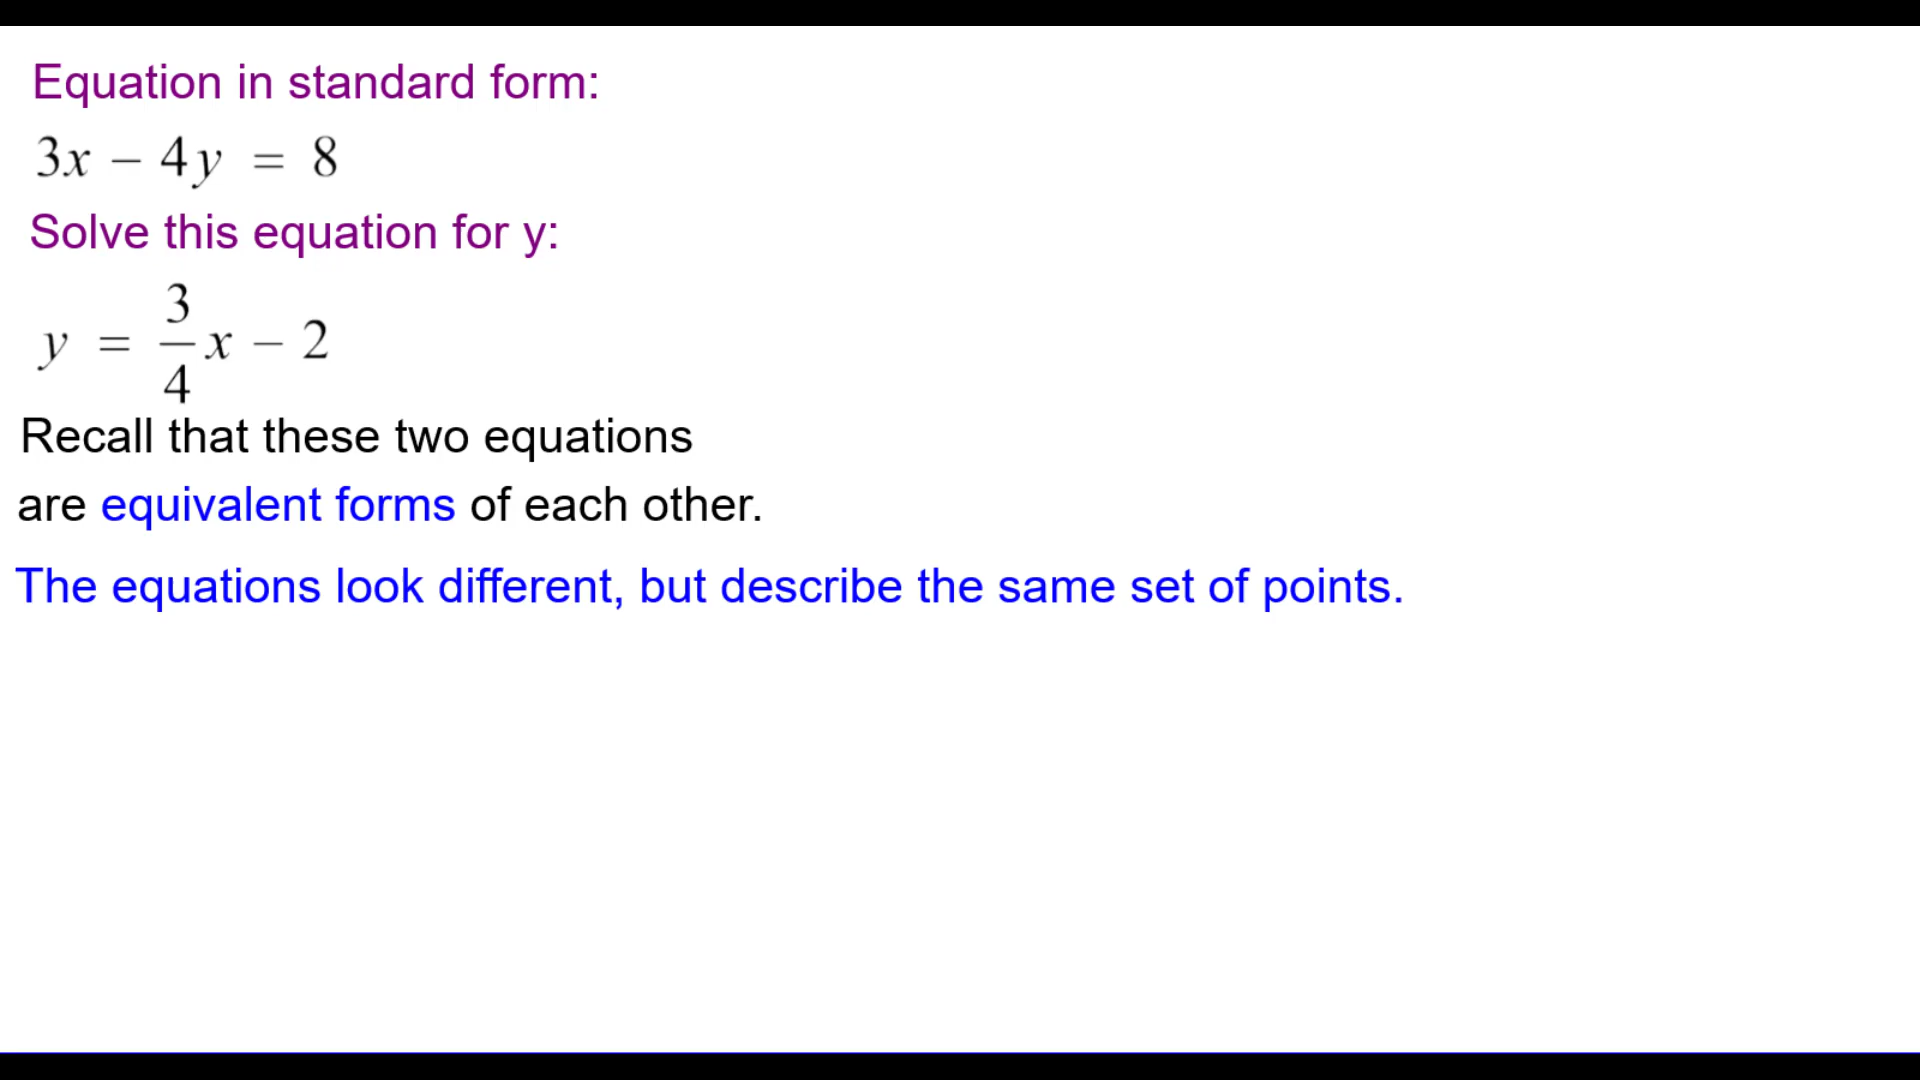 Equation in standard form:
3x − 4y = 8
Solve this equation for y:
y = 3/4 x − 2
Recall that these two equations
are equivalent forms of each other.
The equations look different, but describe the same set of points.